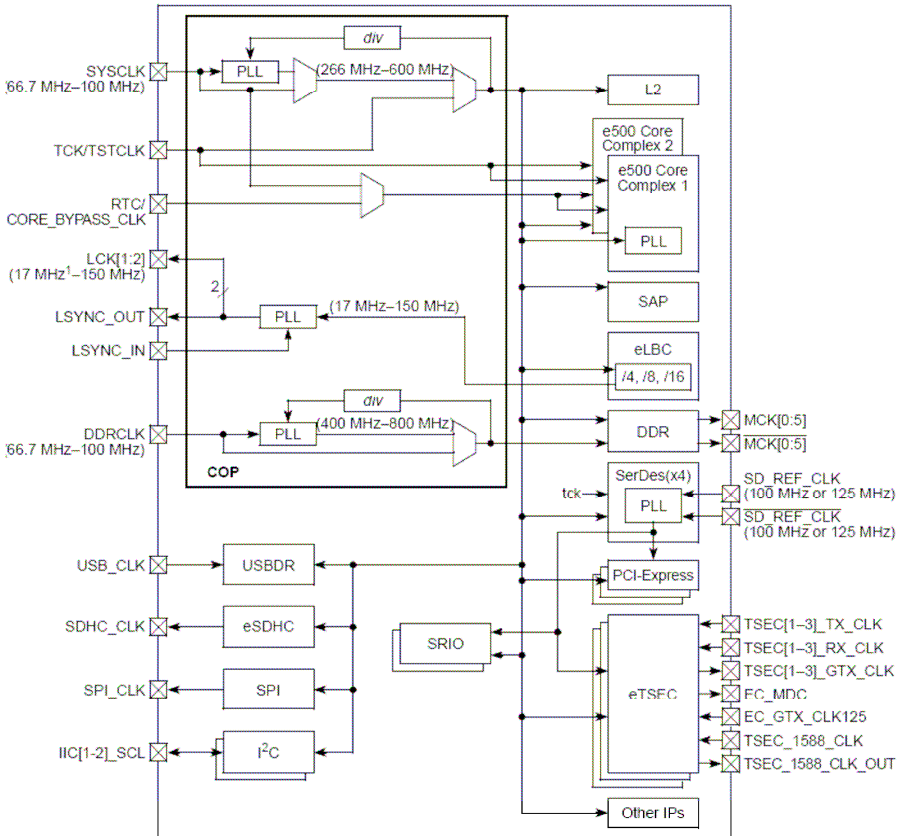 div
SYSCLK
(66.7 MHz–100 MHz)
PLL
(266 MHz–600 MHz)
L2
TCK/TSTCLK
e500 Core
Complex 2
e500 Core
Complex 1
PLL
RTC/
CORE_BYPASS_CLK
LCK[1:2]
(17 MHz¹–150 MHz)
2
SAP
LSYNC_OUT
PLL
(17 MHz–150 MHz)
LSYNC_IN
eLBC
/4, /8, /16
div
DDRCLK
(66.7 MHz–100 MHz)
PLL
(400 MHz–800 MHz)
DDR
MCK[0:5]
MCK[0:5]
COP
SerDes(x4)
tck
PLL
SD_REF_CLK
(100 MHz or 125 MHz)
SD_REF_CLK
(100 MHz or 125 MHz)
USB_CLK
USBDR
PCI-Express
SDHC_CLK
eSDHC
SRIO
TSEC[1–3]_TX_CLK
TSEC[1–3]_RX_CLK
TSEC[1–3]_GTX_CLK
SPI_CLK
SPI
eTSEC
EC_MDC
EC_GTX_CLK125
TSEC_1588_CLK
TSEC_1588_CLK_OUT
IIC[1-2]_SCL
I²C
Other IPs